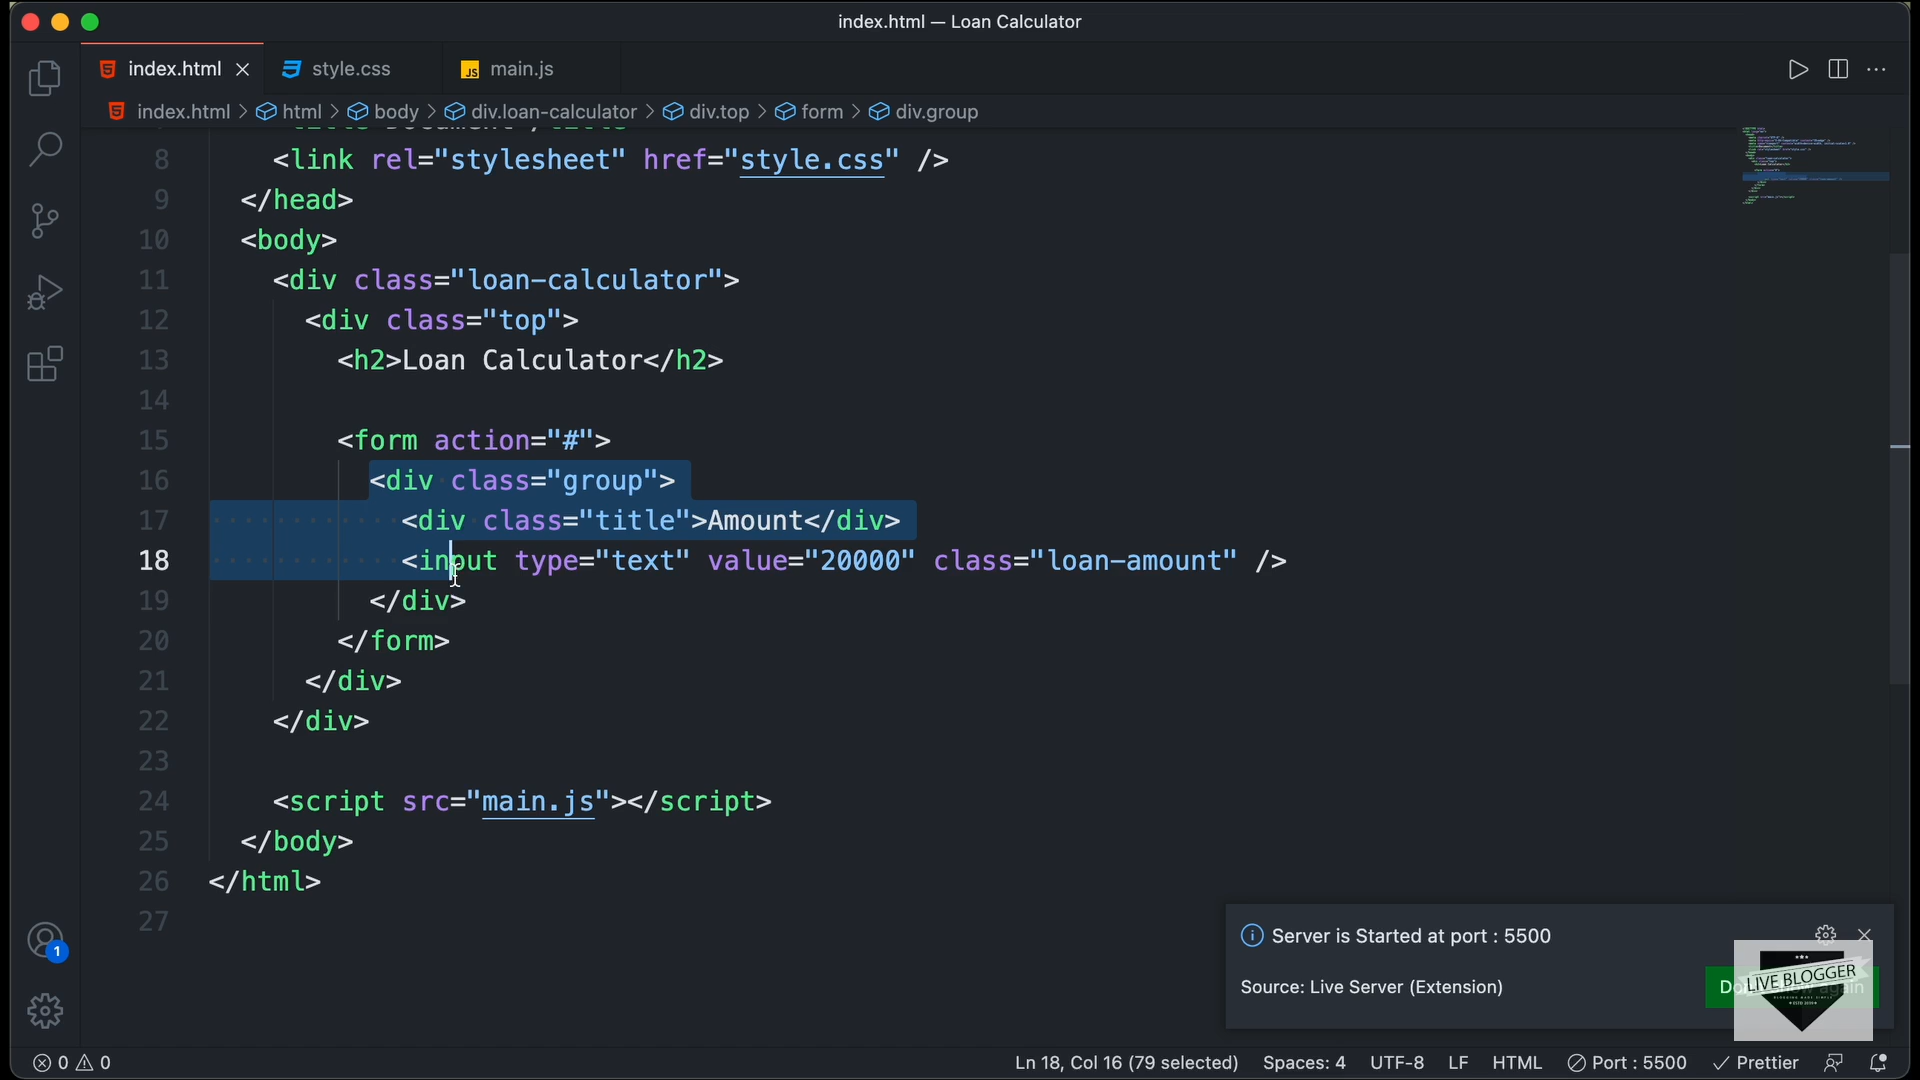 index.html — Loan Calculator
index.html
style.css
JS main.js
index.html > html > body > div.loan-calculator > div.top > form > div.group
8 <link rel="stylesheet" href="style.css" />
9 </head>
10 <body>
11 <div class="loan-calculator">
12 <div class="top">
13 <h2>Loan Calculator</h2>
14
15 <form action="#">
16 <div class="group">
17 <div class="title">Amount</div>
18 <input type="text" value="20000" class="loan-amount" />
19 </div>
20 </form>
21 </div>
22 </div>
23
24 <script src="main.js"></script>
25 </body>
26 </html>
27
1
Server is Started at port : 5500
Source: Live Server (Extension)
LIVE BLOGGER
0 0
Ln 18, Col 16 (79 selected)
Spaces: 4
UTF-8
LF
HTML
Port : 5500
Prettier